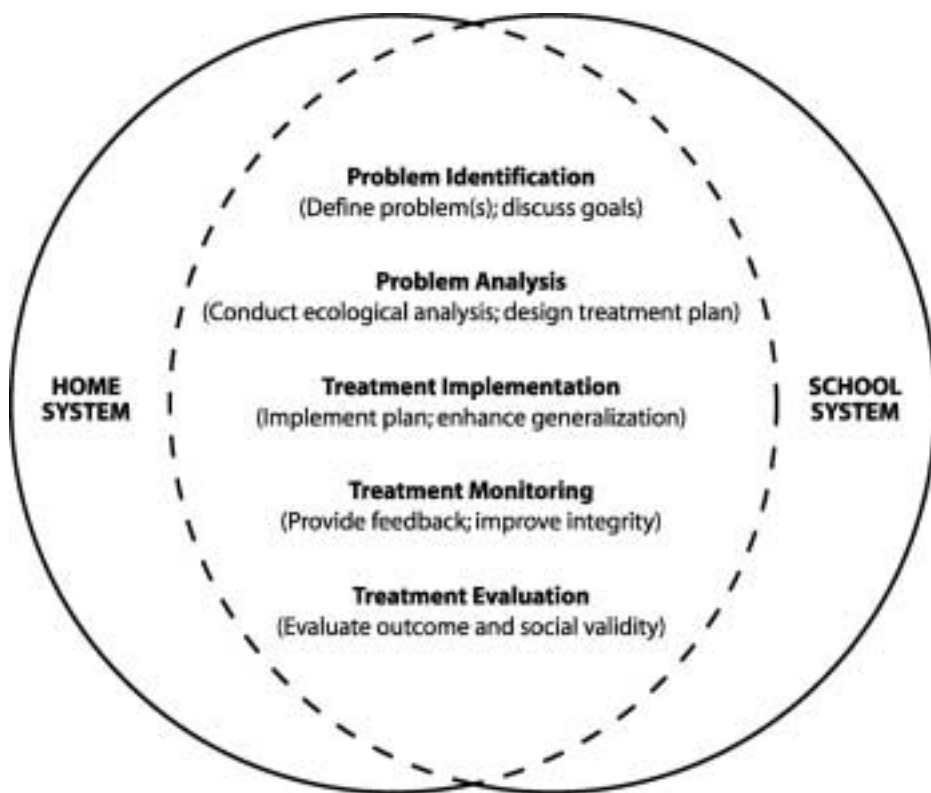 Problem Identification
(Define problem(s); discuss goals)
Problem Analysis
(Conduct ecological analysis; design treatment plan)
HOME
SYSTEM
Treatment Implementation
(Implement plan; enhance generalization)
SCHOOL
SYSTEM
Treatment Monitoring
(Provide feedback; improve integrity)
Treatment Evaluation
(Evaluate outcome and social validity)